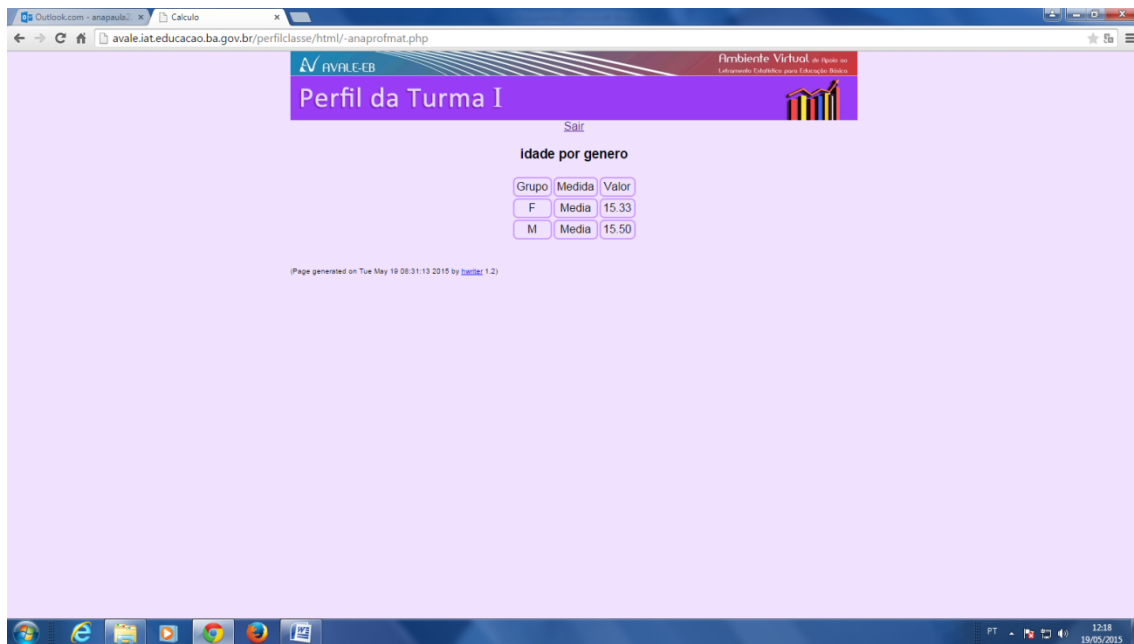 Outlook.com - anapaula2
Calculo
avale.iat.educacao.ba.gov.br/perfilclasse/html/-anaprofmat.php
AVALE-EB
Ambiente Virtual de Apoio ao
Letramento Estatístico para Educação Básica
Perfil da Turma I
Sair
idade por genero
Grupo Medida Valor
F Media 15.33
M Media 15.50
(Page generated on Tue May 19 08:31:13 2015 by hwriter 1.2)
PT
12:18
19/05/2015